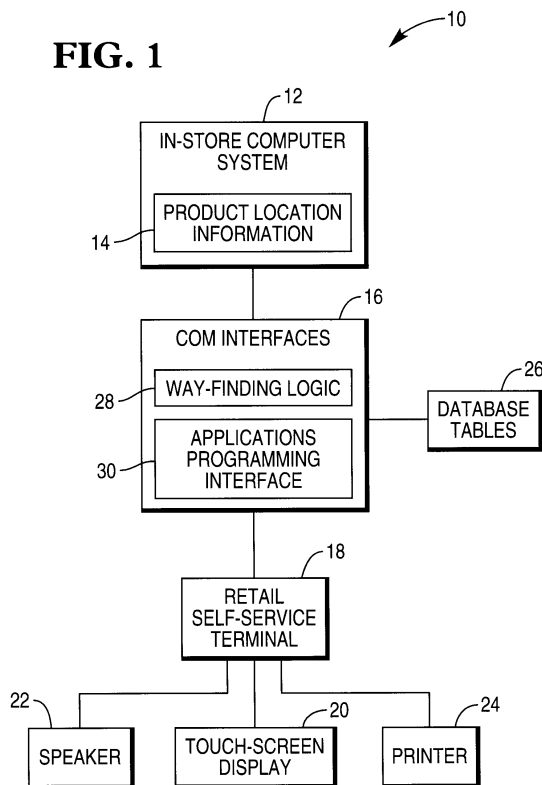 FIG. 1
10
12
IN-STORE COMPUTER
SYSTEM
PRODUCT LOCATION
INFORMATION
14
16
COM INTERFACES
28
WAY-FINDING LOGIC
26
DATABASE
TABLES
APPLICATIONS
PROGRAMMING
INTERFACE
30
18
RETAIL
SELF-SERVICE
TERMINAL
22
SPEAKER
20
TOUCH-SCREEN
DISPLAY
24
PRINTER